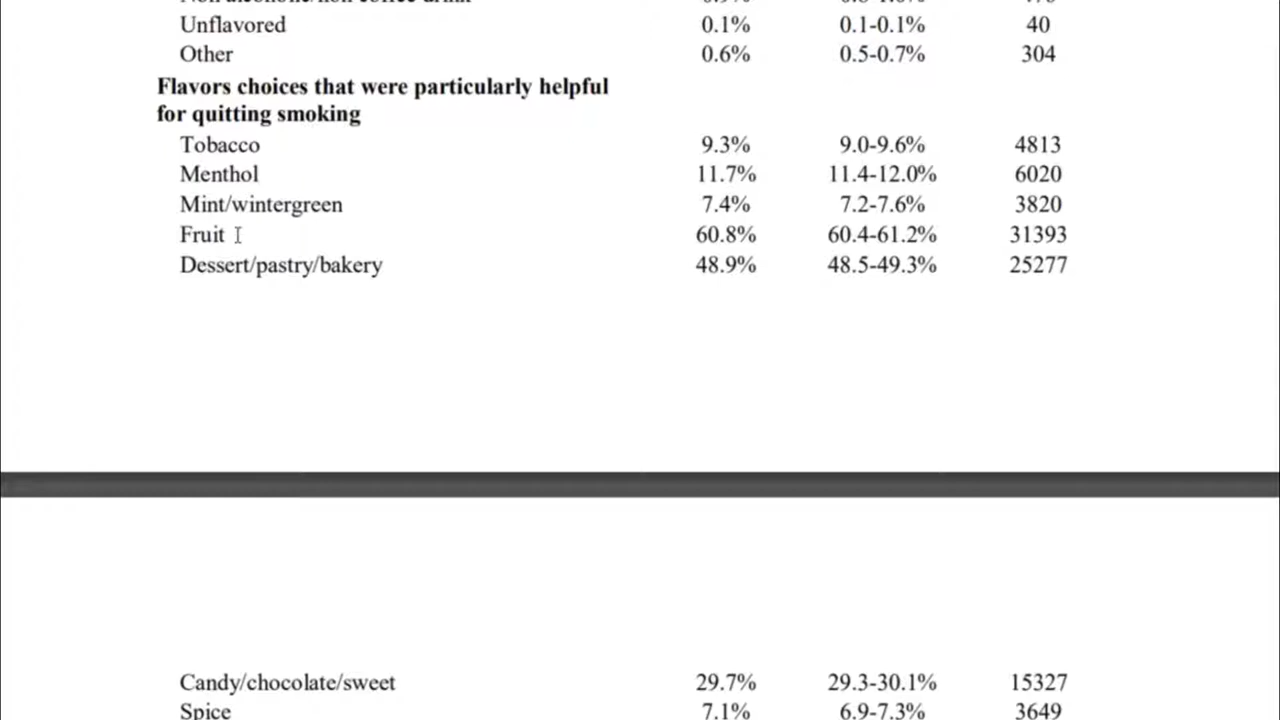 Unflavored 0.1% 0.1-0.1% 40
Other 0.6% 0.5-0.7% 304
Flavors choices that were particularly helpful
for quitting smoking
Tobacco 9.3% 9.0-9.6% 4813
Menthol 11.7% 11.4-12.0% 6020
Mint/wintergreen 7.4% 7.2-7.6% 3820
Fruit 60.8% 60.4-61.2% 31393
Dessert/pastry/bakery 48.9% 48.5-49.3% 25277
Candy/chocolate/sweet 29.7% 29.3-30.1% 15327
Spice 7.1% 6.9-7.3% 3649